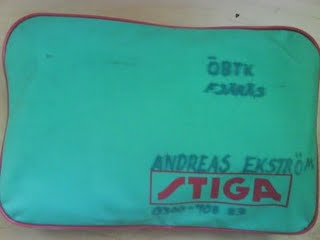 ÖBTK
FJÄRÅS
ANDREAS EKSTRÖM
STIGA